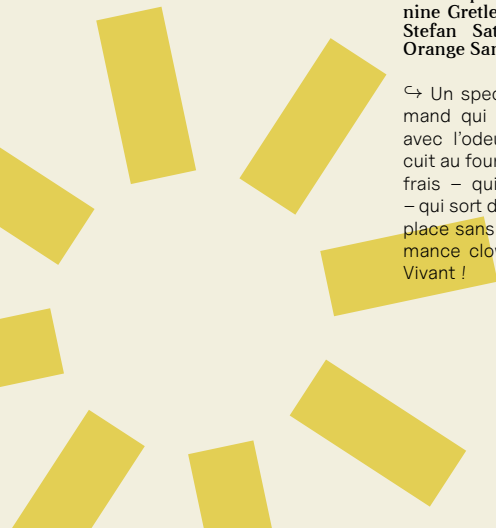 nine Gretle
Stefan Sat
Orange San
↪ Un spec
mand qui
avec l’odeu
cuit au four
frais – qui
– qui sort d
place sans
mance clow
Vivant !